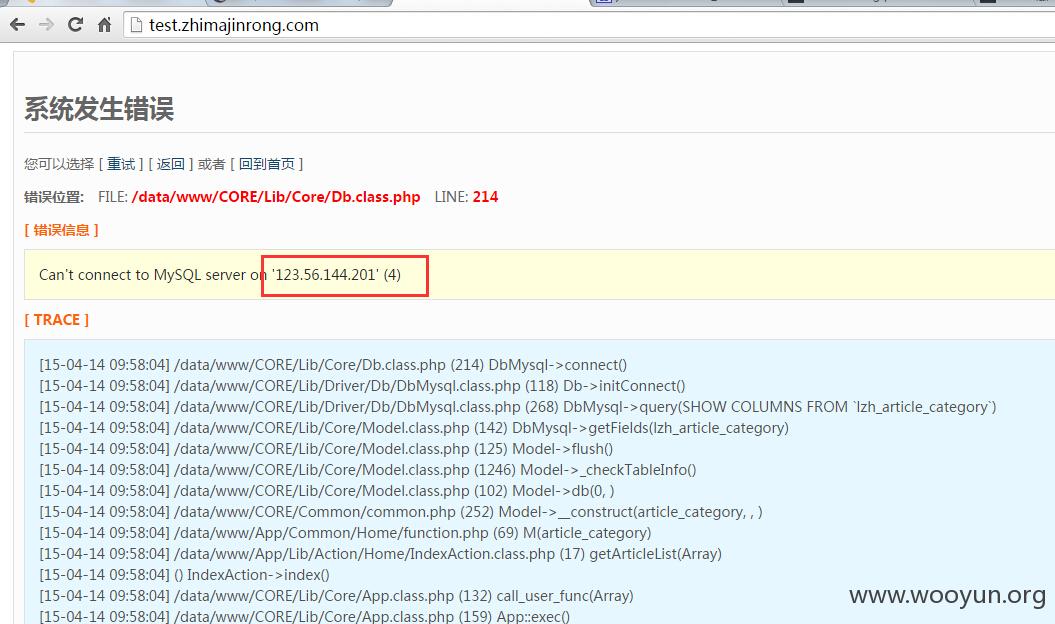 test.zhimajinrong.com
系统发生错误
您可以选择 [ 重试 ] [ 返回 ] 或者 [ 回到首页 ]
错误位置: FILE: /data/www/CORE/Lib/Core/Db.class.php LINE: 214
[ 错误信息 ]
Can't connect to MySQL server on '123.56.144.201' (4)
[ TRACE ]
[15-04-14 09:58:04] /data/www/CORE/Lib/Core/Db.class.php (214) DbMysql->connect()
[15-04-14 09:58:04] /data/www/CORE/Lib/Driver/Db/DbMysql.class.php (118) Db->initConnect()
[15-04-14 09:58:04] /data/www/CORE/Lib/Driver/Db/DbMysql.class.php (268) DbMysql->query(SHOW COLUMNS FROM `lzh_article_category`)
[15-04-14 09:58:04] /data/www/CORE/Lib/Core/Model.class.php (142) DbMysql->getFields(lzh_article_category)
[15-04-14 09:58:04] /data/www/CORE/Lib/Core/Model.class.php (125) Model->flush()
[15-04-14 09:58:04] /data/www/CORE/Lib/Core/Model.class.php (1246) Model->_checkTableInfo()
[15-04-14 09:58:04] /data/www/CORE/Lib/Core/Model.class.php (102) Model->db(0, )
[15-04-14 09:58:04] /data/www/CORE/Common/common.php (252) Model->__construct(article_category, , )
[15-04-14 09:58:04] /data/www/App/Common/Home/function.php (69) M(article_category)
[15-04-14 09:58:04] /data/www/App/Lib/Action/Home/IndexAction.class.php (17) getArticleList(Array)
[15-04-14 09:58:04] () IndexAction->index()
[15-04-14 09:58:04] /data/www/CORE/Lib/Core/App.class.php (132) call_user_func(Array)
[15-04-14 09:58:04] /data/www/CORE/Lib/Core/App.class.php (159) App::exec()
www.wooyun.org